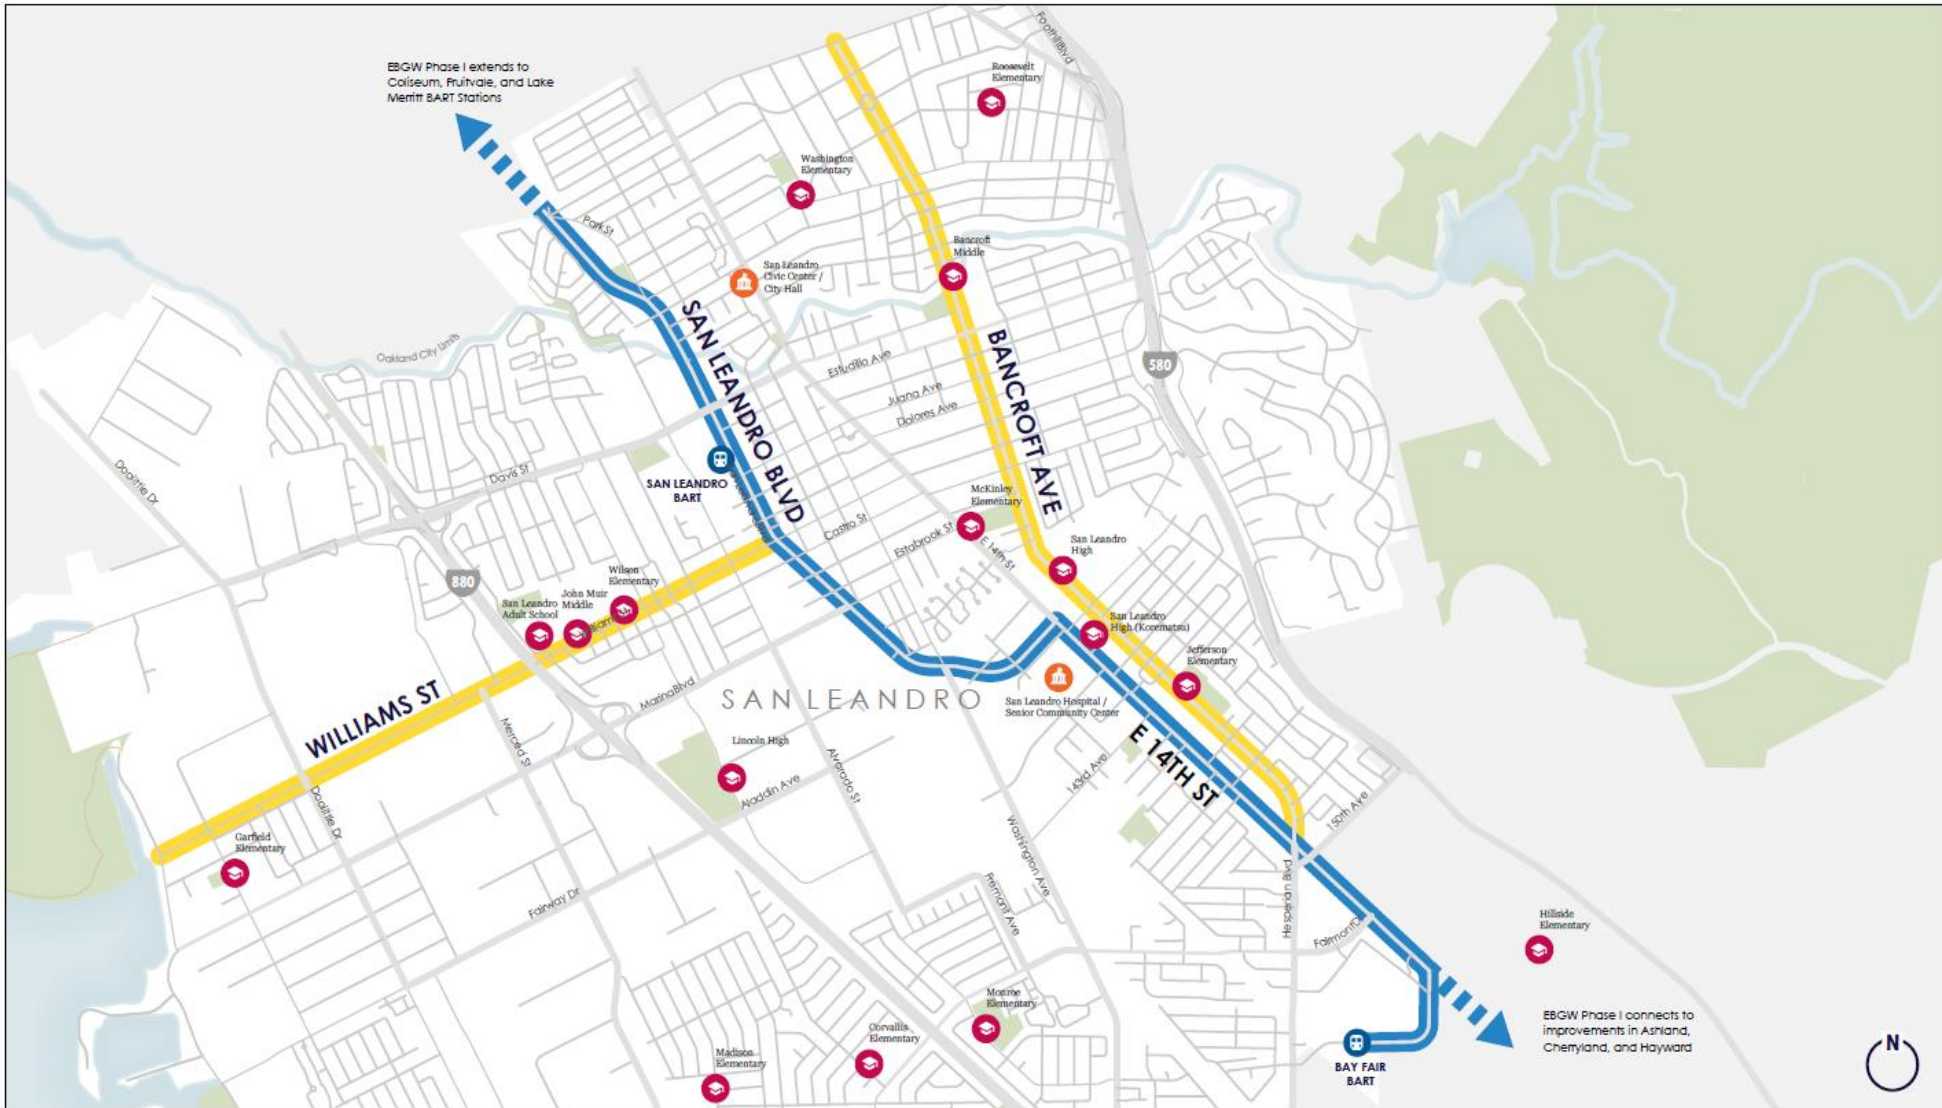 EBGW Phase I extends to
Coliseum, Fruitvale, and Lake
Merritt BART Stations
Foothill Blvd
Roosevelt
Elementary
Washington
Elementary
Park St
Bancroft
Middle
San Leandro
Civic Center /
City Hall
SAN LEANDRO BLVD
Oakland City Limits
BANCROFT AVE
580
Estudillo Ave
Juana Ave
Dolores Ave
Doolittle Dr
Davis St
SAN LEANDRO
BART
McKinley
Elementary
Castro St
Estabrook St
E 14th St
San Leandro
High
880
Wilson
Elementary
John Muir
Middle
San Leandro
Adult School
Williams St
San Leandro
High (Korematsu)
Jefferson
Elementary
WILLIAMS ST
Marina Blvd
SAN LEANDRO
San Leandro Hospital /
Senior Community Center
Merced St
Lincoln High
Alvarado St
Aladdin Ave
143rd Ave
E 14TH ST
150th Ave
Doolittle Dr
Garfield
Elementary
Washington Ave
Fremont Ave
Fairway Dr
Hesperian Blvd
Fairmont Dr
Hillside
Elementary
Monroe
Elementary
Corvallis
Elementary
Madison
Elementary
EBGW Phase I connects to
improvements in Ashland,
Cherryland, and Hayward
BAY FAIR
BART
N